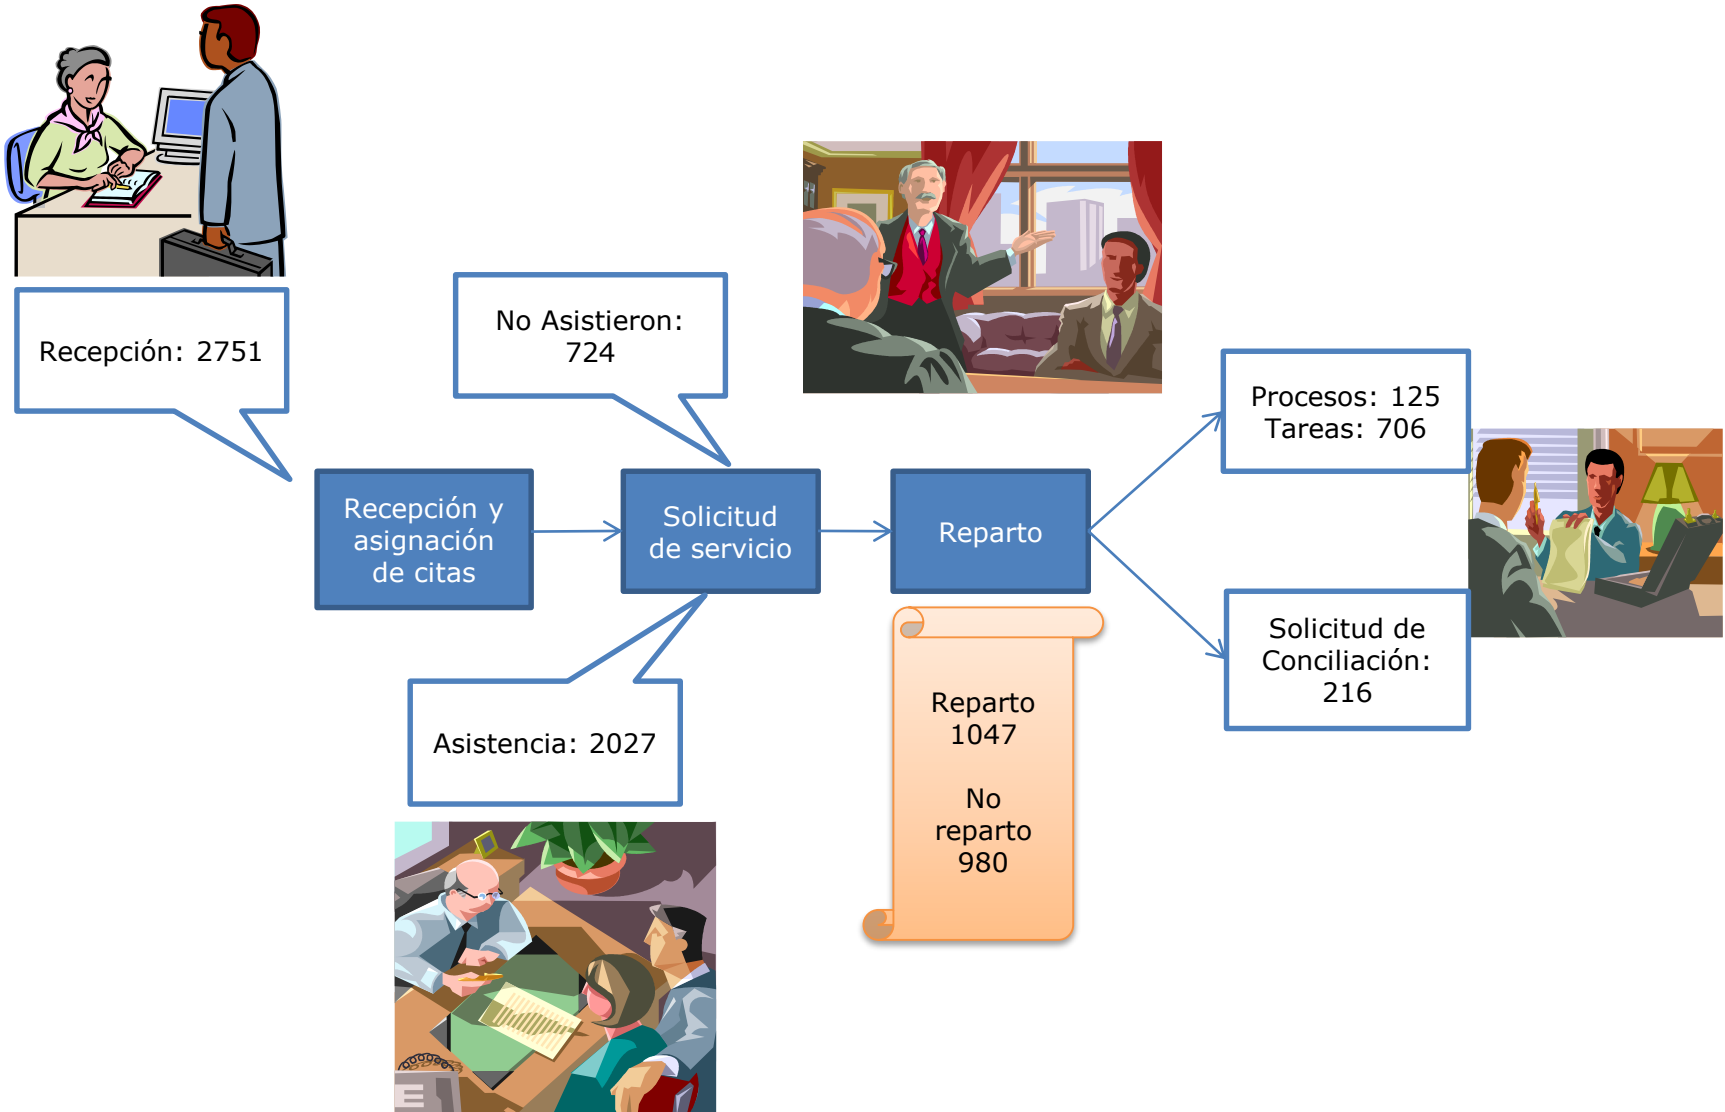 Recepción: 2751
No Asistieron:
724
Recepción y
asignación
de citas
Solicitud
de servicio
Reparto
Procesos: 125
Tareas: 706
Solicitud de
Conciliación:
216
Asistencia: 2027
Reparto
1047
No
reparto
980